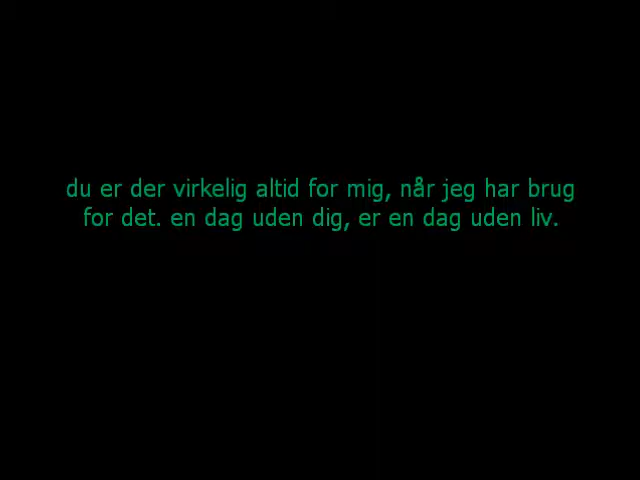 du er der virkelig altid for mig, når jeg har brug
for det. en dag uden dig, er en dag uden liv.